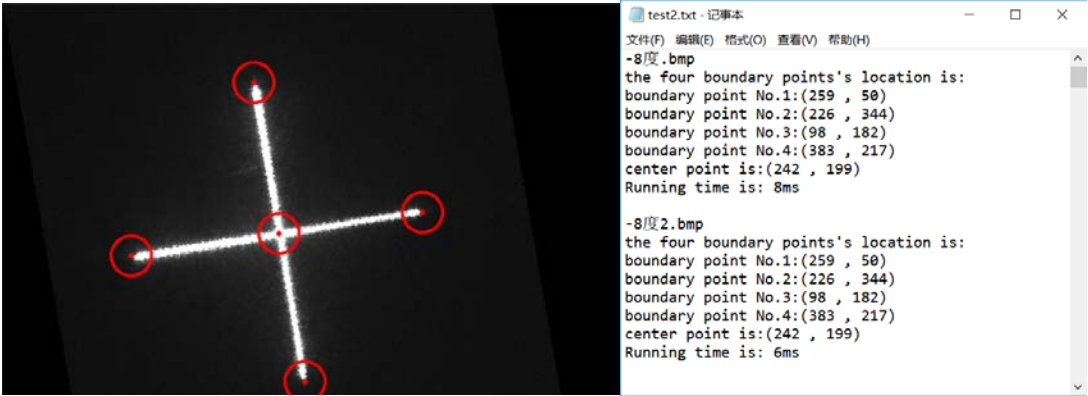 test2.txt - 记事本
文件(F) 编辑(E) 格式(O) 查看(V) 帮助(H)
-8度.bmp
the four boundary points's location is:
boundary point No.1:(259 , 50)
boundary point No.2:(226 , 344)
boundary point No.3:(98 , 182)
boundary point No.4:(383 , 217)
center point is:(242 , 199)
Running time is: 8ms
-8度2.bmp
the four boundary points's location is:
boundary point No.1:(259 , 50)
boundary point No.2:(226 , 344)
boundary point No.3:(98 , 182)
boundary point No.4:(383 , 217)
center point is:(242 , 199)
Running time is: 6ms